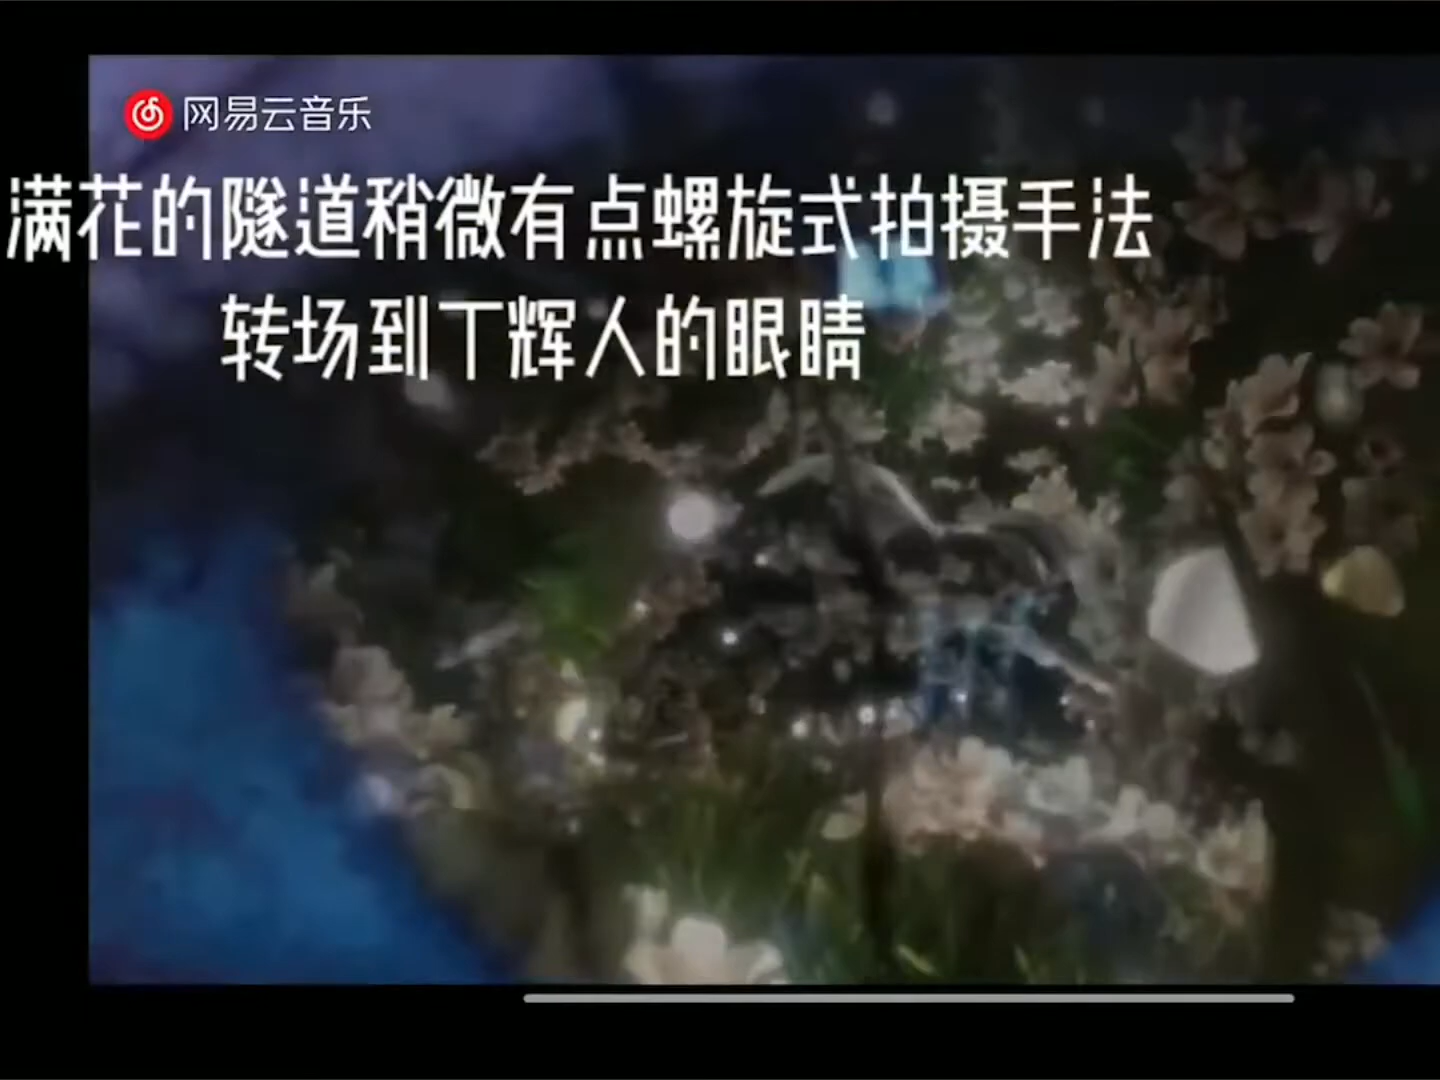 网易云音乐
满花的隧道稍微有点螺旋式拍摄手法
转场到丁辉人的眼睛